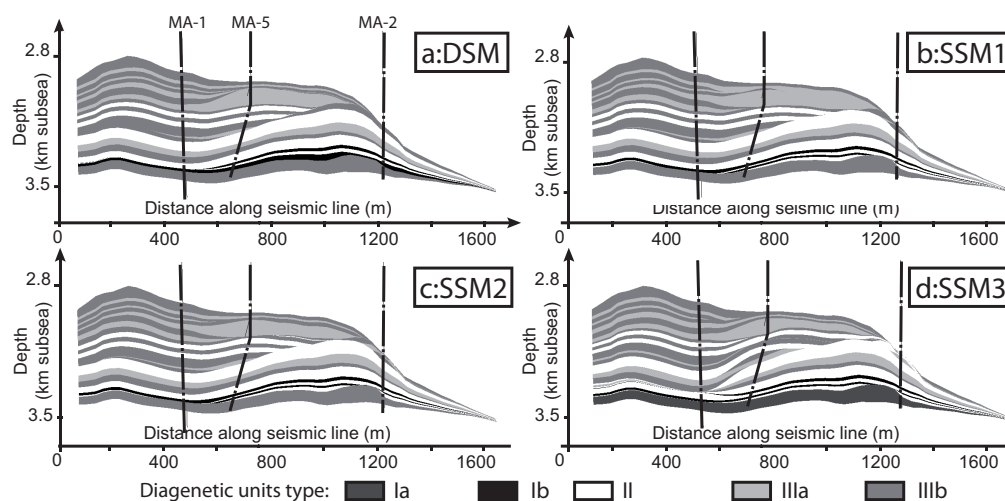 MA-1 MA-5 MA-2
a:DSM
b:SSM1
2.8
2.8
Depth
(km subsea)
Depth
(km subsea)
3.5
3.5
Distance along seismic line (m)
Distance along seismic line (m)
0 400 800 1200 1600
0 400 800 1200 1600
c:SSM2
d:SSM3
2.8
2.8
Depth
(km subsea)
Depth
(km subsea)
3.5
3.5
Distance along seismic line (m)
Distance along seismic line (m)
0 400 800 1200 1600
0 400 800 1200 1600
Diagenetic units type: Ia Ib II IIIa IIIb